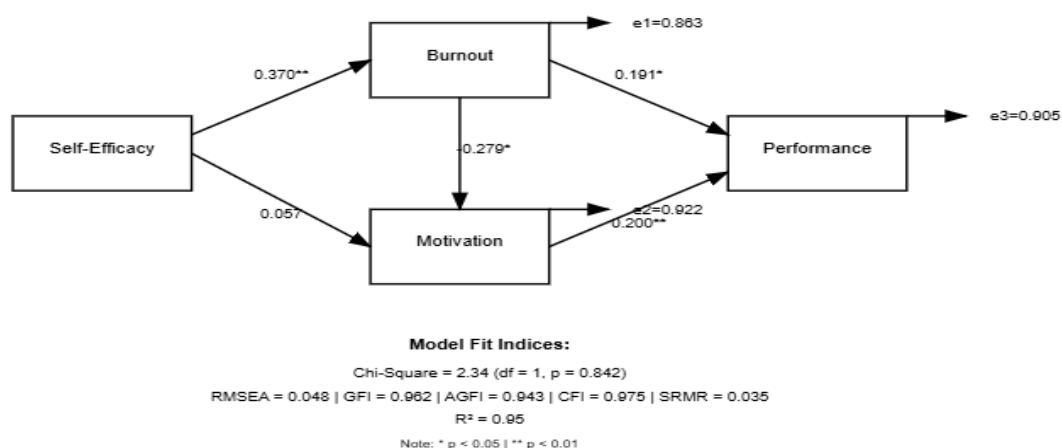 e1=0.863
Burnout
0.370**
0.191*
e3=0.905
Self-Efficacy
-0.279*
Performance
0.057
e2=0.922
0.200**
Motivation
Model Fit Indices:
Chi-Square = 2.34 (df = 1, p = 0.842)
RMSEA = 0.048 | GFI = 0.962 | AGFI = 0.943 | CFI = 0.975 | SRMR = 0.035
R² = 0.95
Note: * p < 0.05 | ** p < 0.01